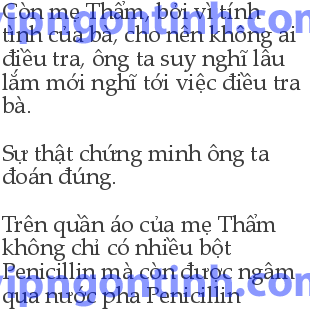 Còn mẹ Thẩm, bởi vì tính
tình của bà, cho nên không ai
điều tra, ông ta suy nghĩ lâu
lắm mới nghĩ tới việc điều tra
bà.
Sự thật chứng minh ông ta
đoán đúng.
Trên quần áo của mẹ Thẩm
không chỉ có nhiều bột
Penicillin mà còn được ngâm
qua nước pha Penicillin